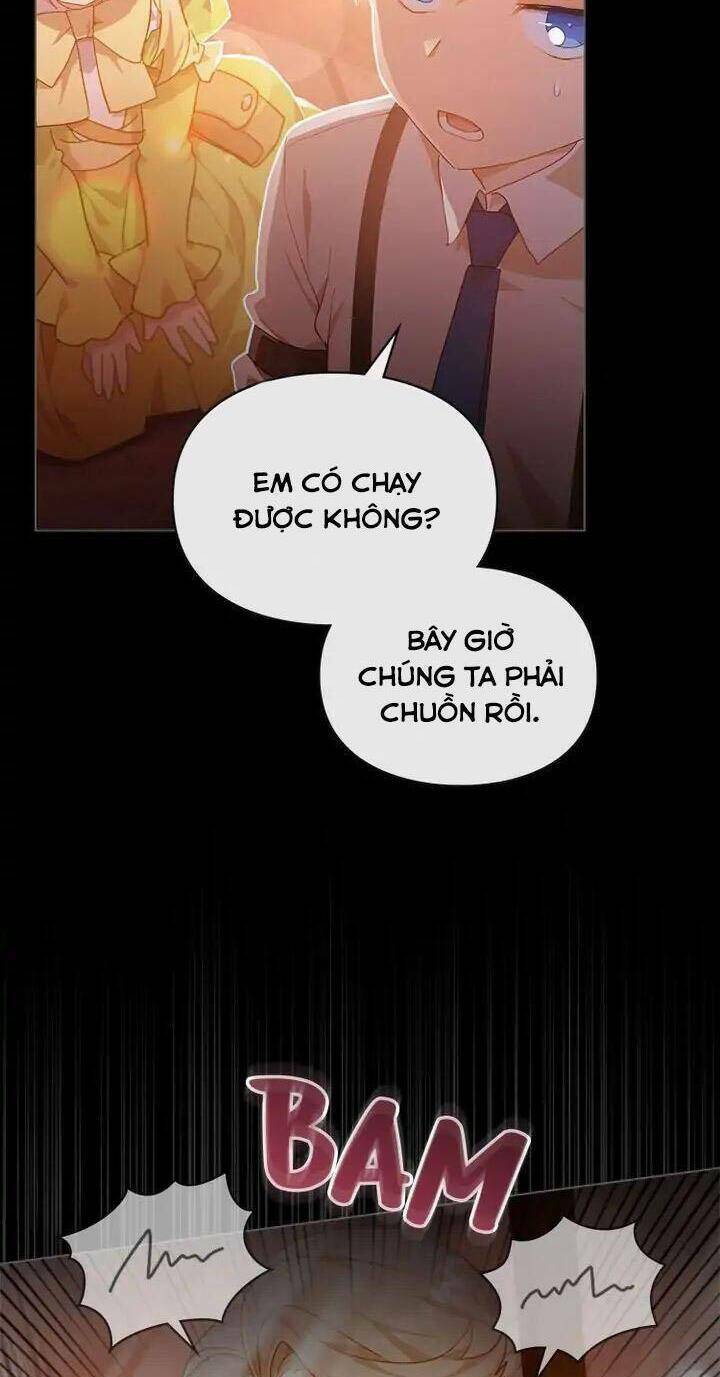 EM CÓ CHẠY
ĐƯỢC KHÔNG?
BÂY GIỜ
CHÚNG TA PHẢI
CHUỒN RỒI.
BAM